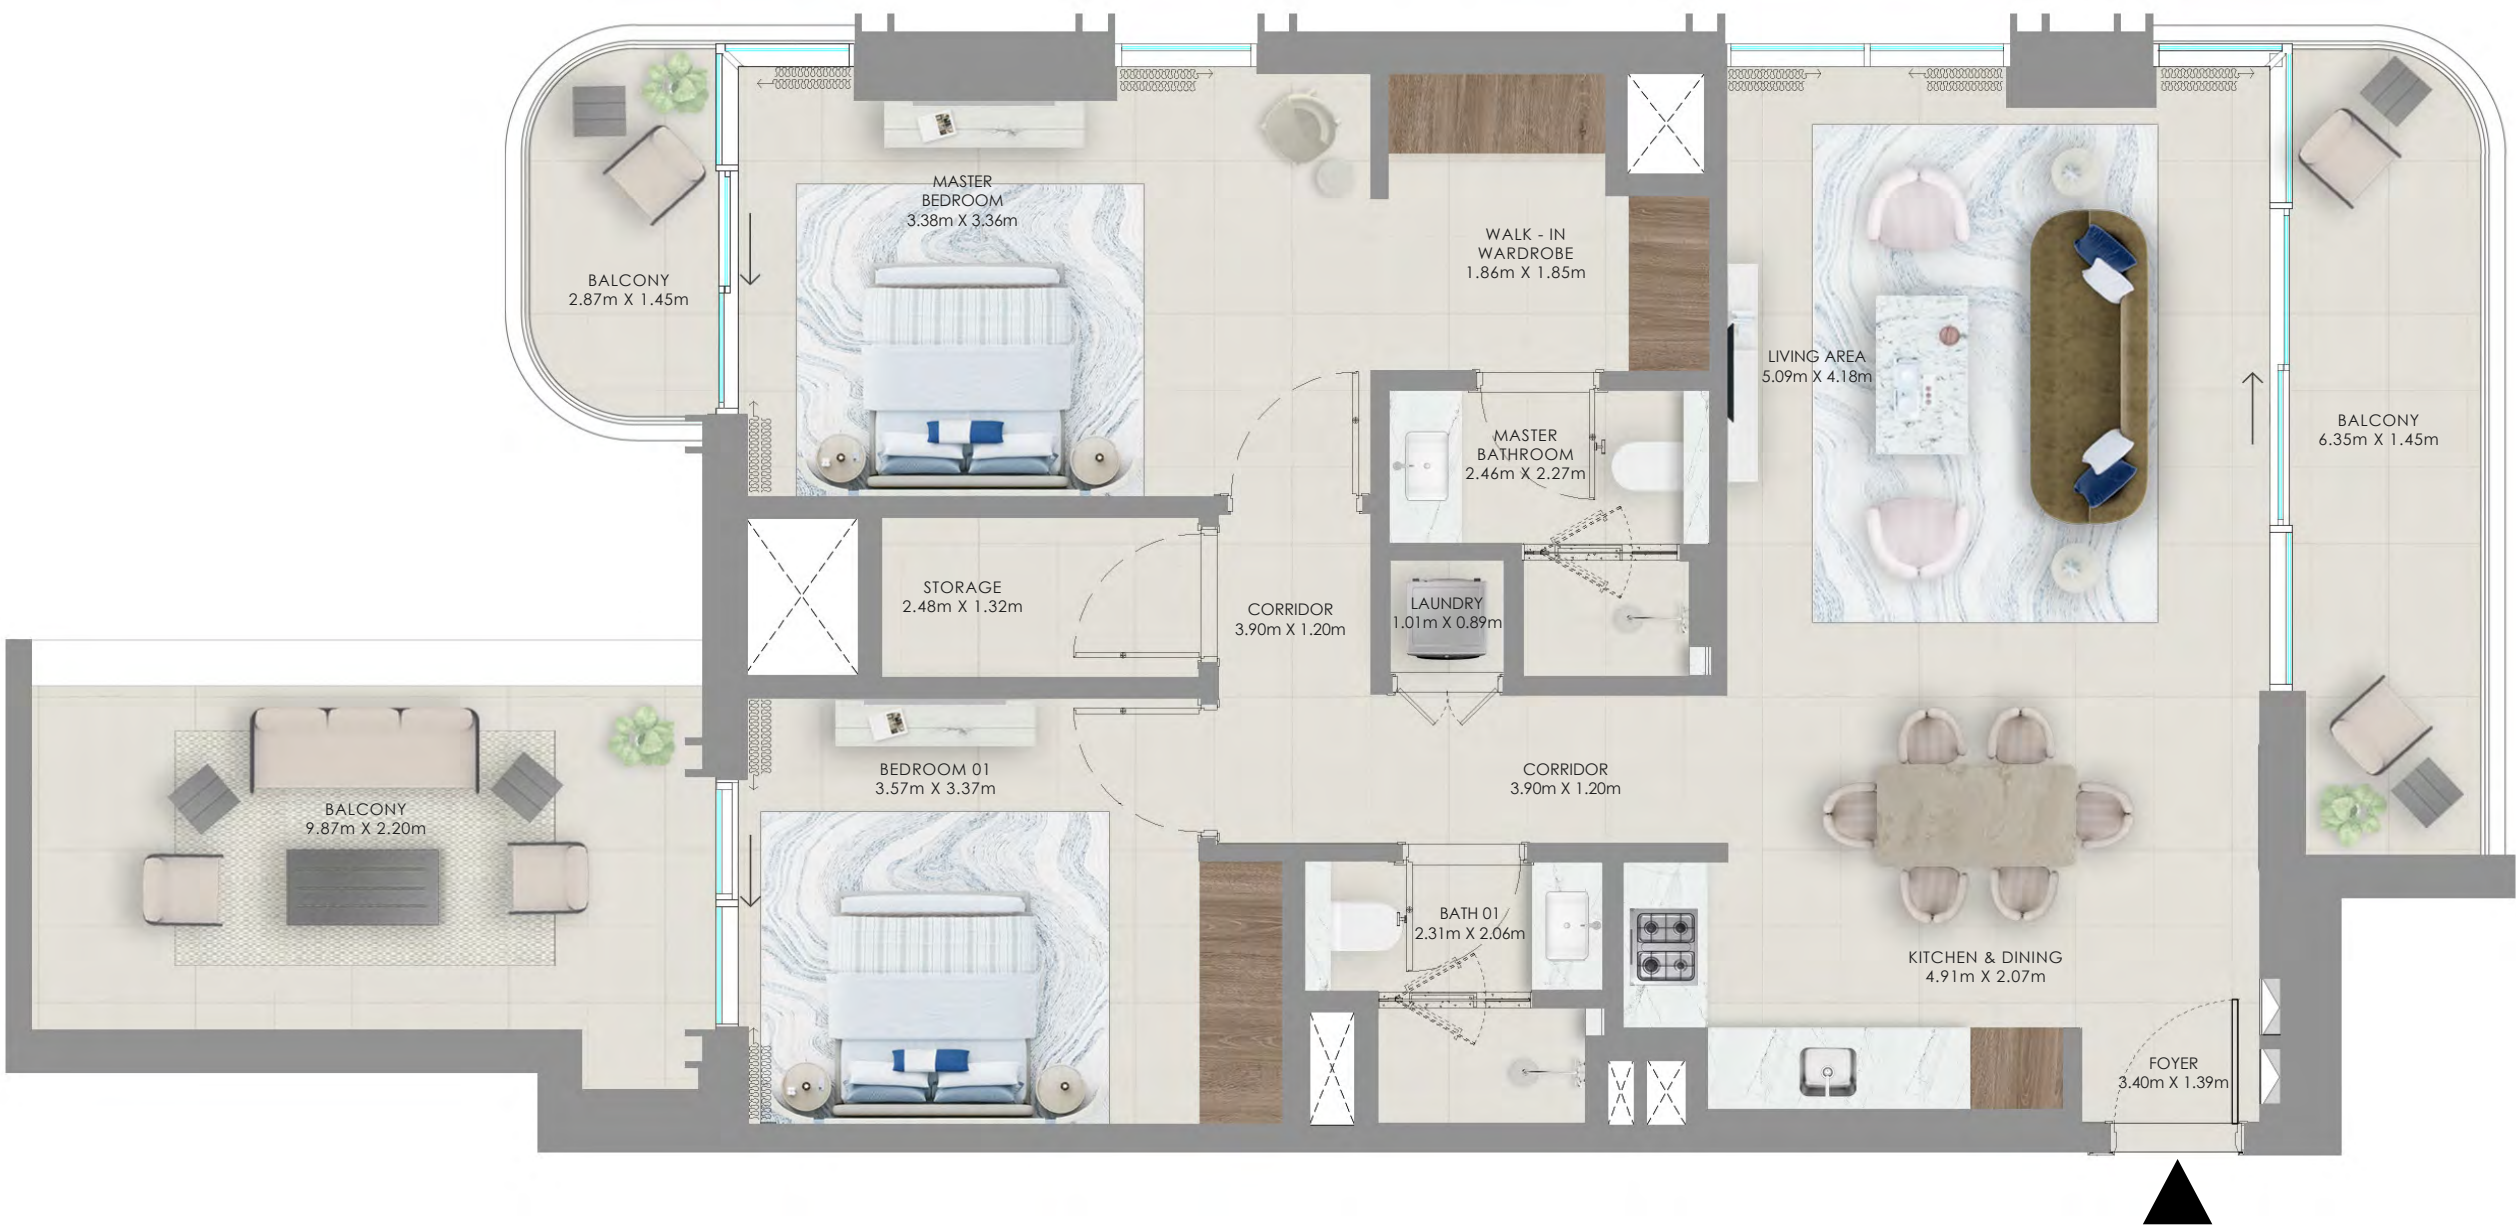 MASTER
BEDROOM
3.38m X 3.36m
WALK - IN
WARDROBE
1.86m X 1.85m
BALCONY
2.87m X 1.45m
LIVING AREA
5.09m X 4.18m
BALCONY
6.35m X 1.45m
MASTER
BATHROOM
2.46m X 2.27m
STORAGE
2.48m X 1.32m
CORRIDOR
3.90m X 1.20m
LAUNDRY
1.01m X 0.89m
BEDROOM 01
3.57m X 3.37m
CORRIDOR
3.90m X 1.20m
BALCONY
9.87m X 2.20m
BATH 01
2.31m X 2.06m
KITCHEN & DINING
4.91m X 2.07m
FOYER
3.40m X 1.39m